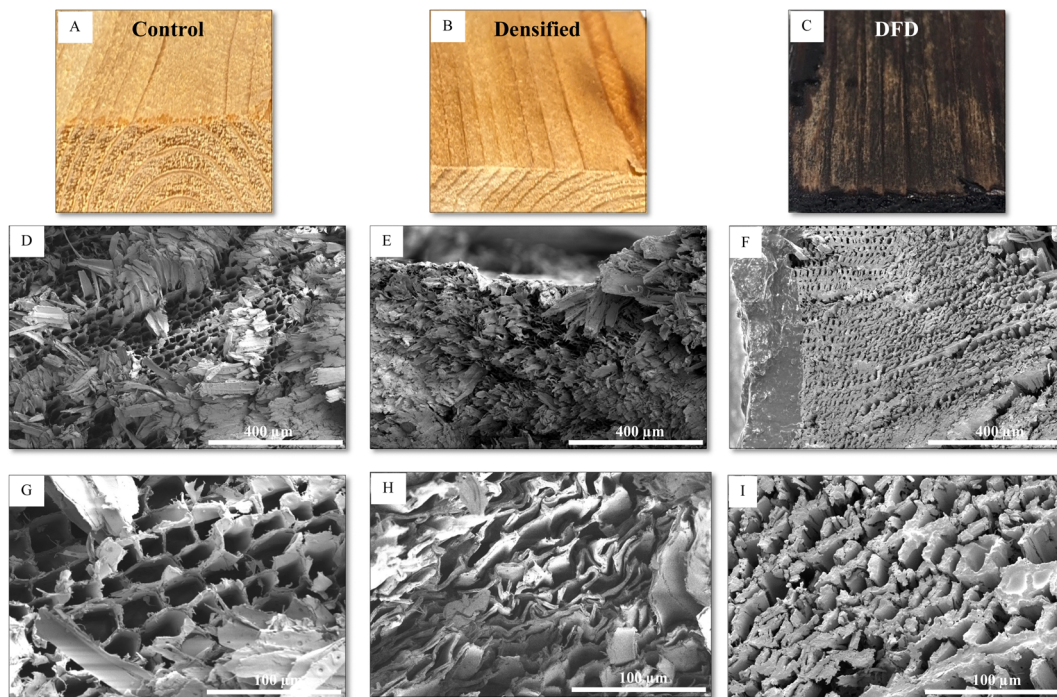 A
Control
B
Densified
C
DFD
D
400 µm
E
400 µm
F
400 µm
G
100 µm
H
100 µm
I
100 µm